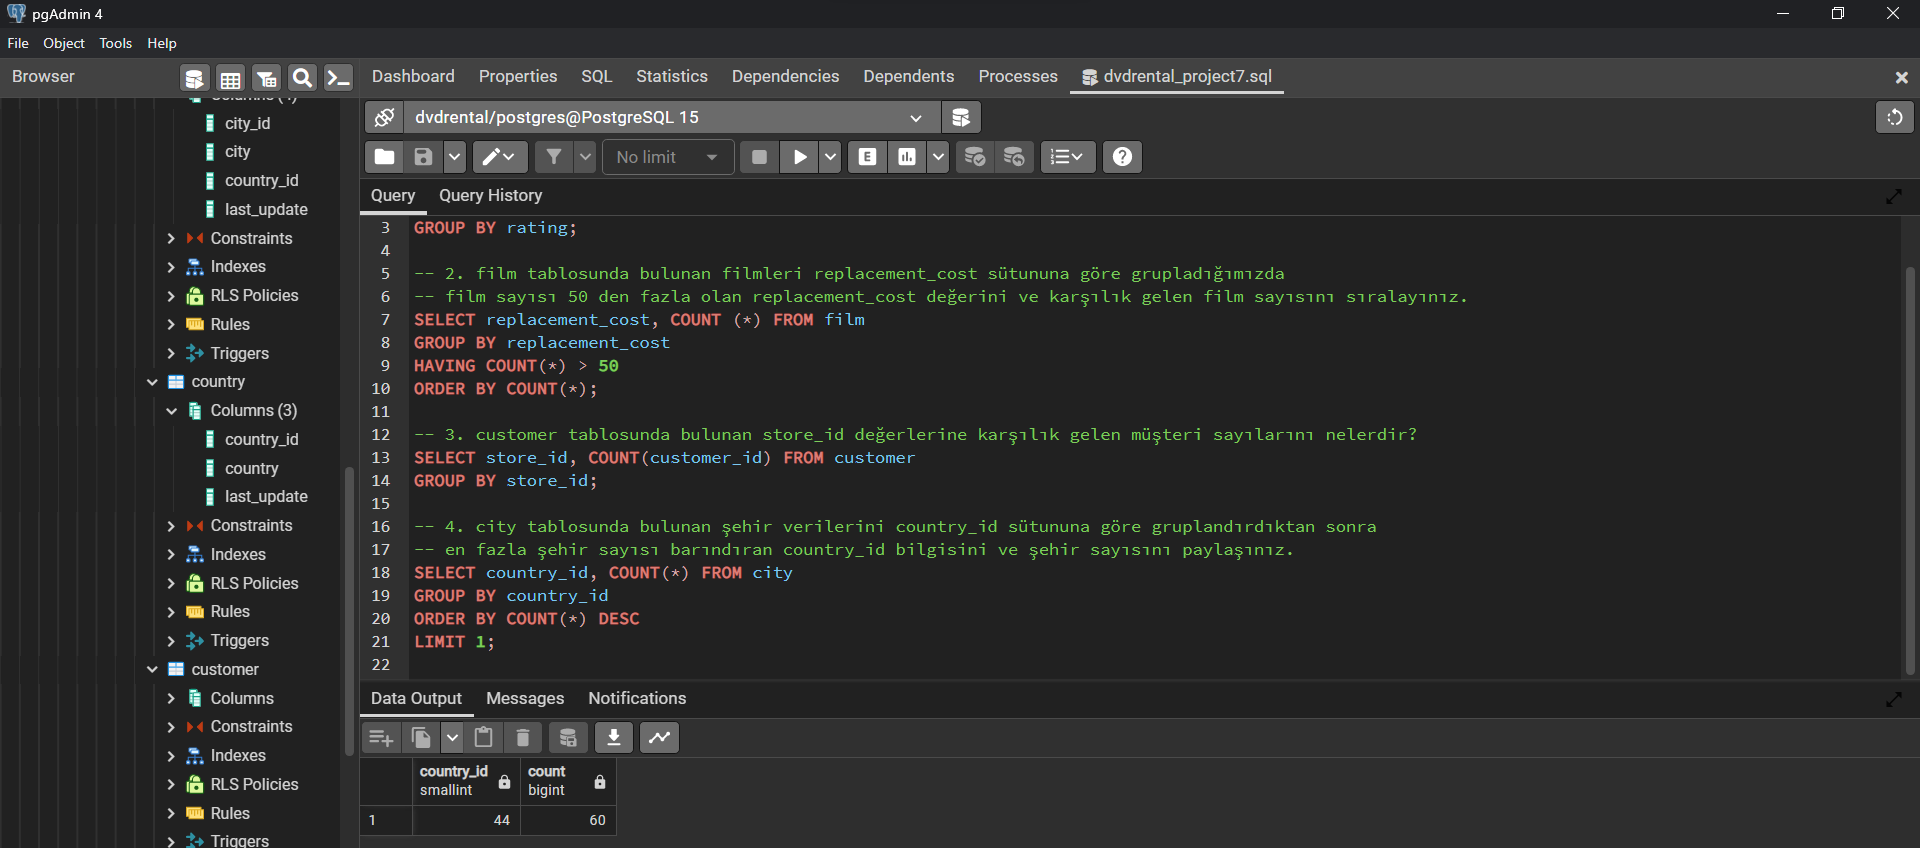 pgAdmin 4
File Object Tools Help
Browser
Dashboard Properties SQL Statistics Dependencies Dependents Processes dvdrental_project7.sql
dvdrental/postgres@PostgreSQL 15
No limit
Query Query History
city_id
city
country_id
last_update
Constraints
Indexes
RLS Policies
Rules
Triggers
country
Columns (3)
country_id
country
last_update
Constraints
Indexes
RLS Policies
Rules
Triggers
customer
Columns
Constraints
Indexes
RLS Policies
Rules
Triggers
3 GROUP BY rating;
4
5 -- 2. film tablosunda bulunan filmleri replacement_cost sütununa göre grupladığımızda
6 -- film sayısı 50 den fazla olan replacement_cost değerini ve karşılık gelen film sayısını sıralayınız.
7 SELECT replacement_cost, COUNT (*) FROM film
8 GROUP BY replacement_cost
9 HAVING COUNT(*) > 50
10 ORDER BY COUNT(*);
11
12 -- 3. customer tablosunda bulunan store_id değerlerine karşılık gelen müşteri sayılarını nelerdir?
13 SELECT store_id, COUNT(customer_id) FROM customer
14 GROUP BY store_id;
15
16 -- 4. city tablosunda bulunan şehir verilerini country_id sütununa göre gruplandırdıktan sonra
17 -- en fazla şehir sayısı barındıran country_id bilgisini ve şehir sayısını paylaşınız.
18 SELECT country_id, COUNT(*) FROM city
19 GROUP BY country_id
20 ORDER BY COUNT(*) DESC
21 LIMIT 1;
22
Data Output Messages Notifications
country_id count
smallint bigint
1 44 60